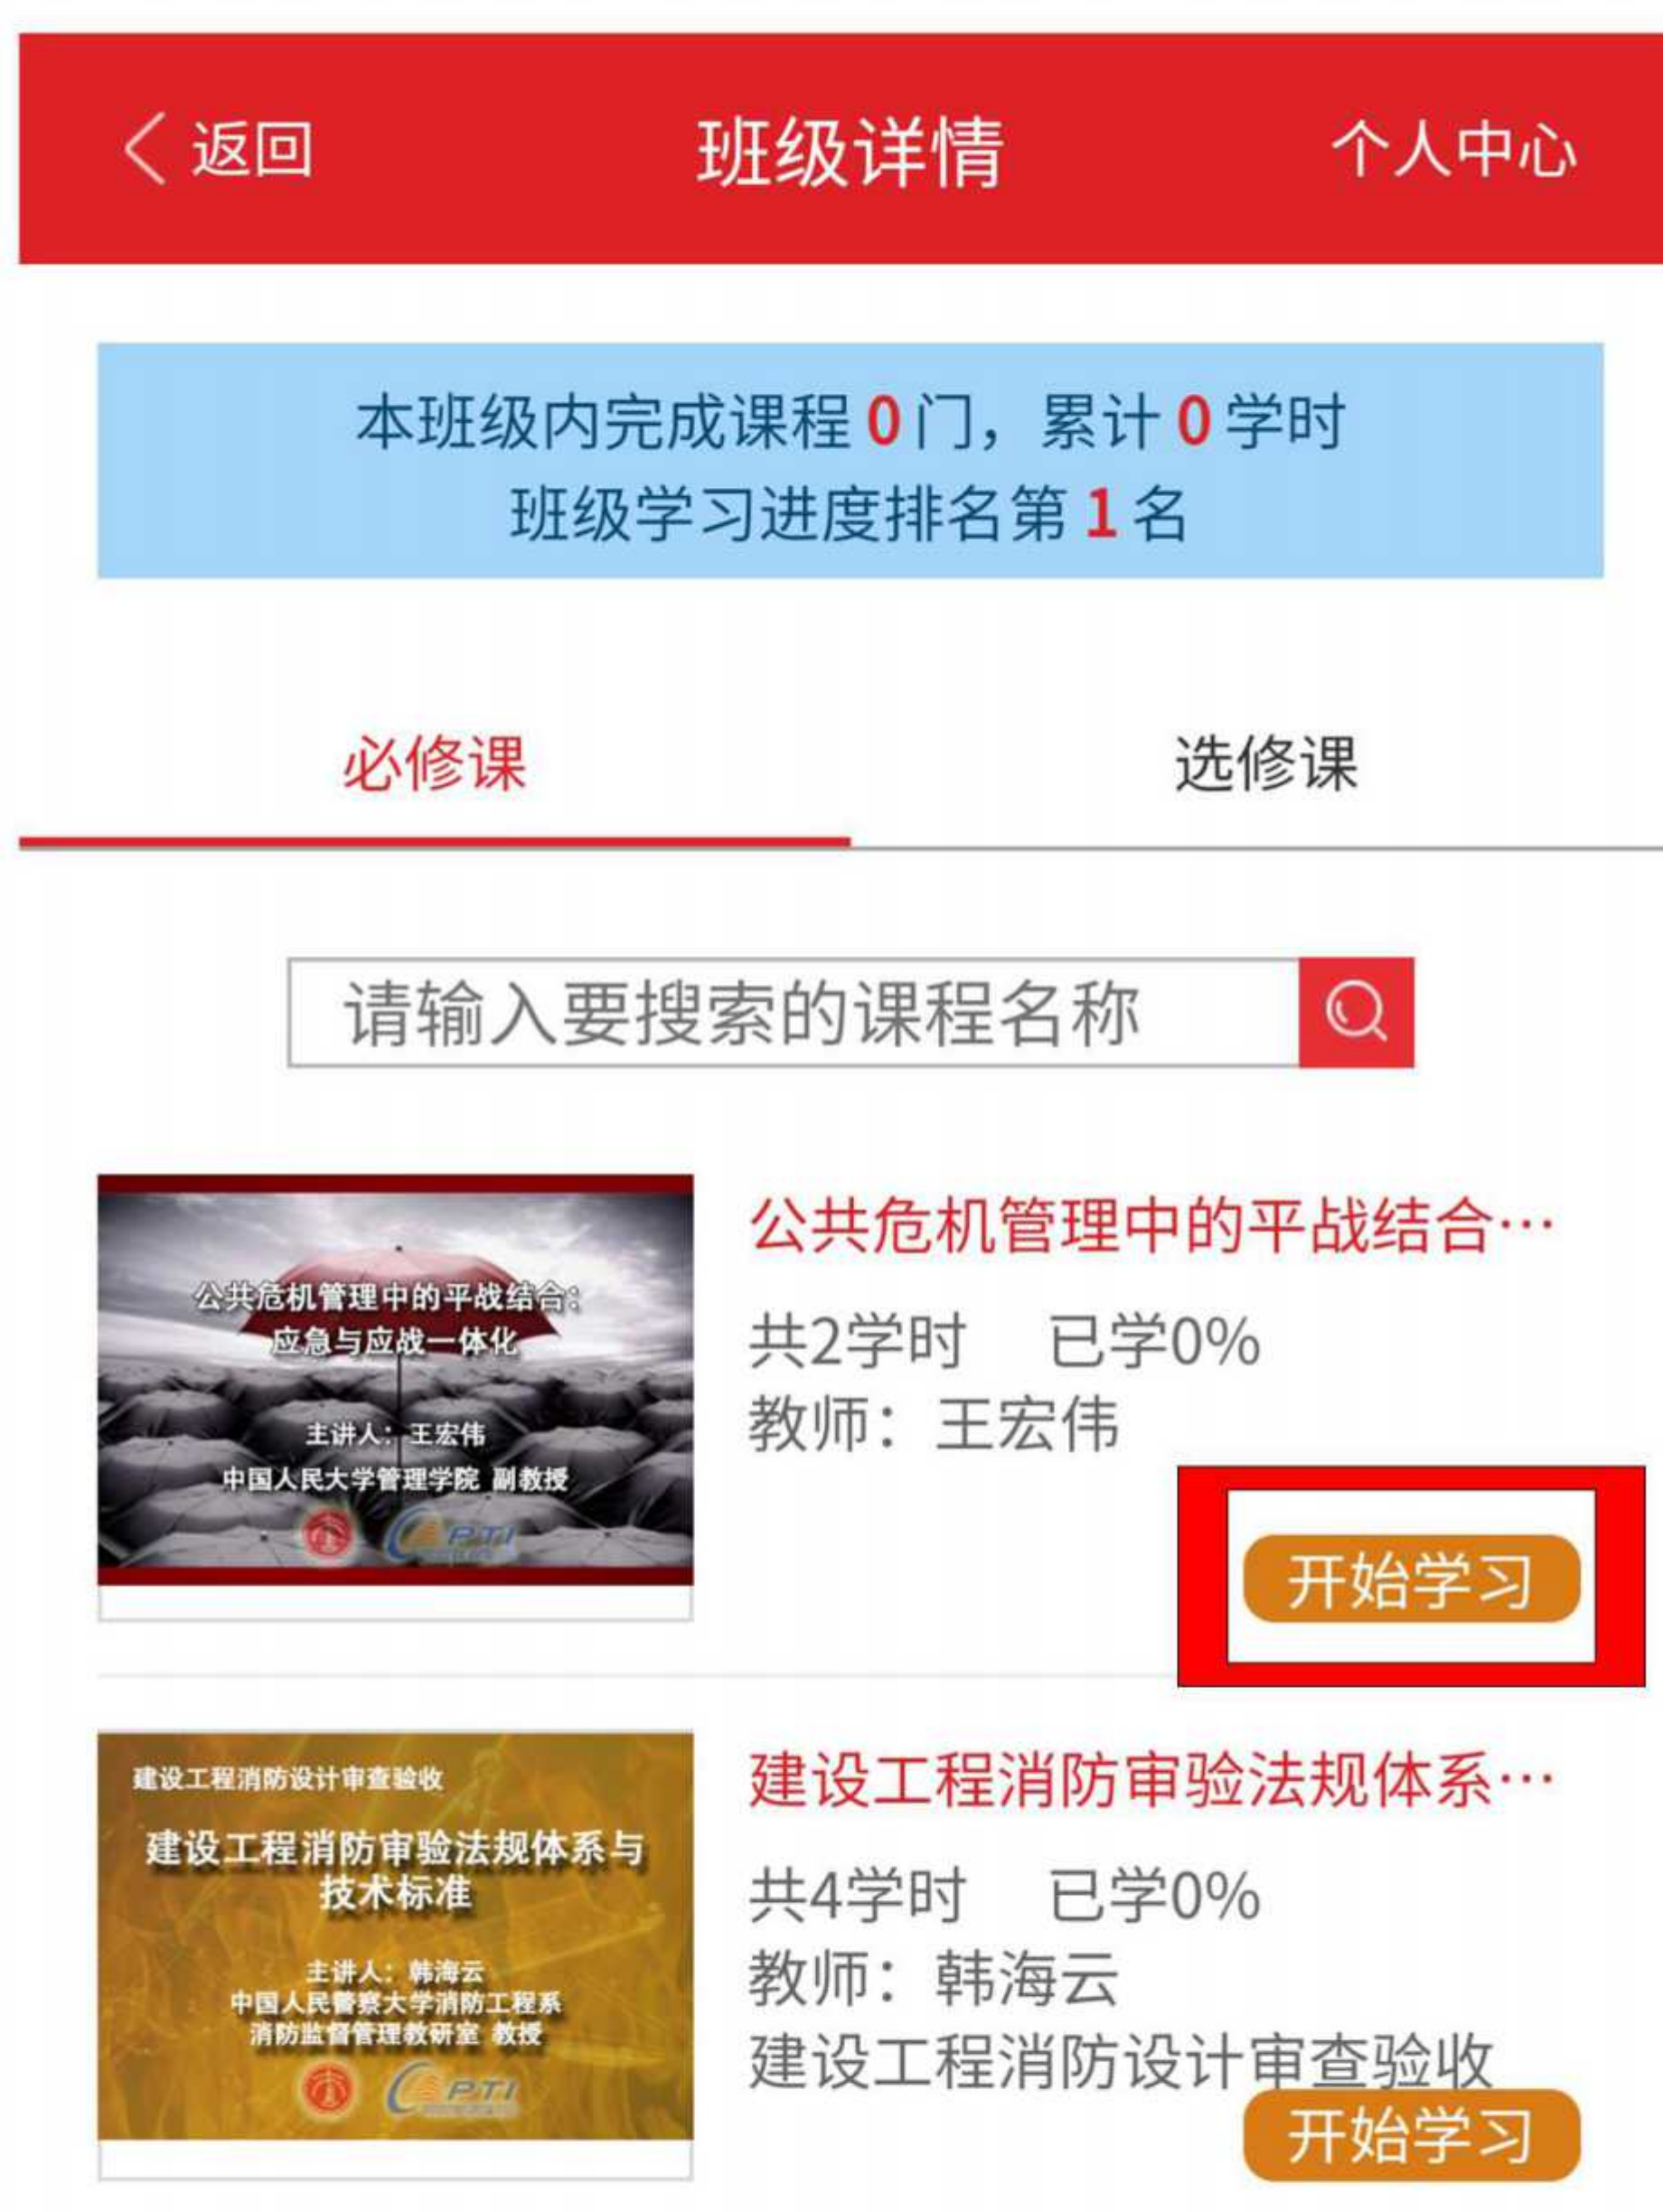 返回
班级详情
个人中心
本班级内完成课程 0 门，累计 0 学时
班级学习进度排名第 1 名
必修课
选修课
请输入要搜索的课程名称
公共危机管理中的平战结合：
应急与应战一体化
主讲人：王宏伟
中国人民大学管理学院 副教授
PTI
公共危机管理中的平战结合…
共2学时 已学0%
教师：王宏伟
开始学习
建设工程消防设计审查验收
建设工程消防审验法规体系与
技术标准
主讲人：韩海云
中国人民警察大学消防工程系
消防监督管理教研室 教授
PTI
建设工程消防审验法规体系…
共4学时 已学0%
教师：韩海云
建设工程消防设计审查验收
开始学习